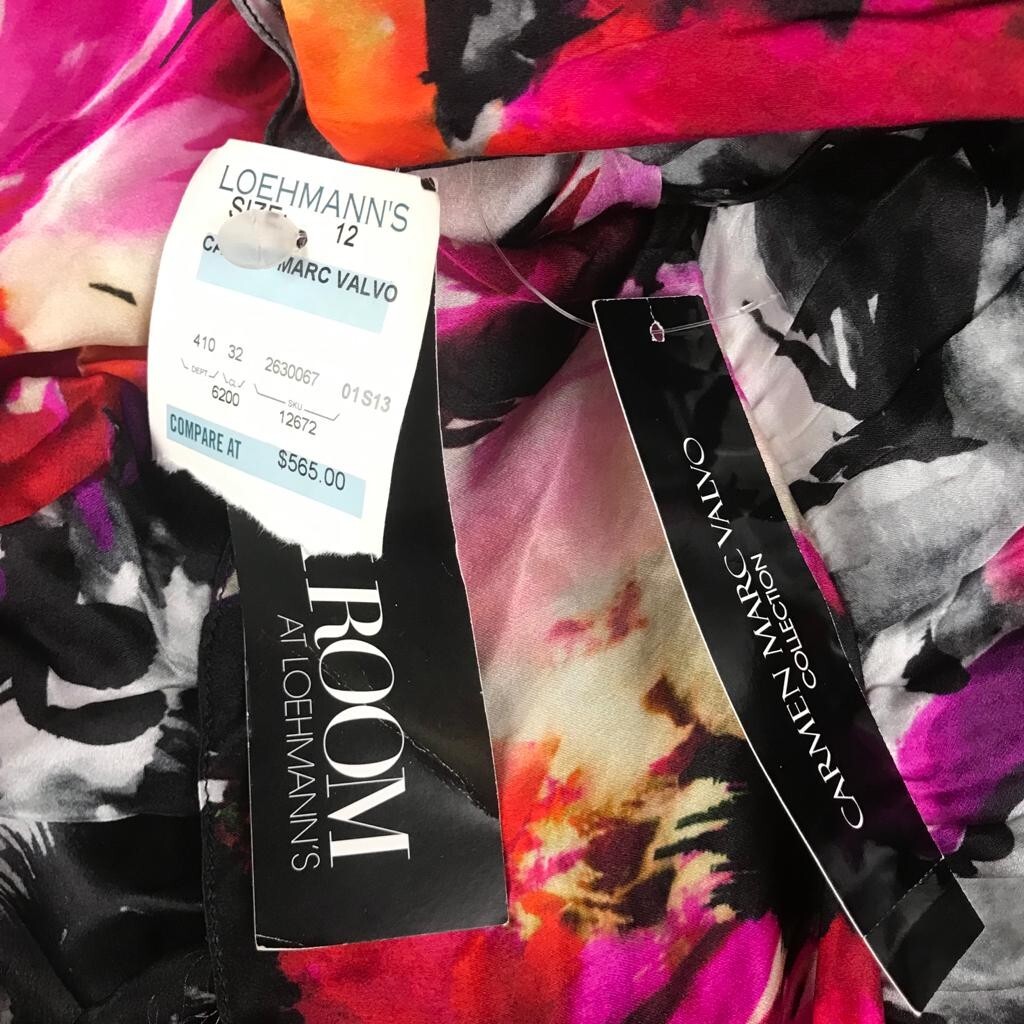 LOEHMANN'S
SIZE: 12
MARC VALVO
410 32 2630067 01S13
DEPT CL SKU
6200 12672
COMPARE AT $565.00
ROOM
AT LOEHMANN'S
CARMEN MARC VALVO
COLLECTION